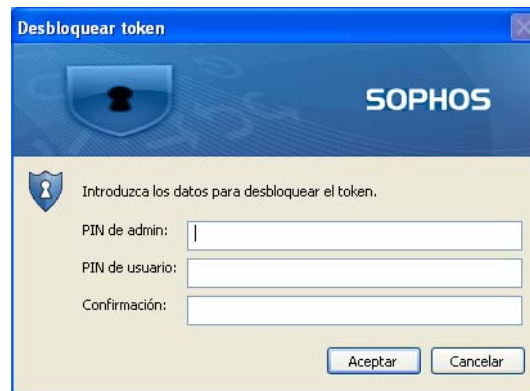 Desbloquear token
SOPHOS
Introduzca los datos para desbloquear el token.
PIN de admin:
PIN de usuario:
Confirmación:
Aceptar
Cancelar